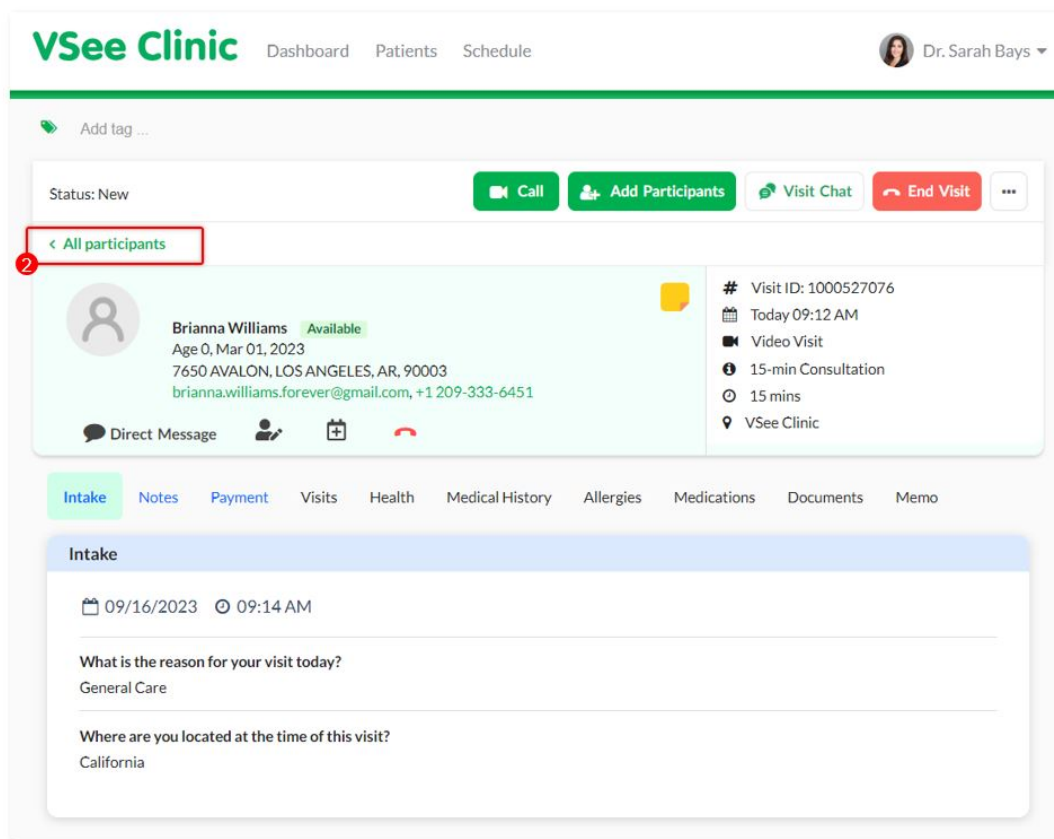 VSee Clinic Dashboard Patients Schedule Dr. Sarah Bays
Add tag ...
Status: New Call Add Participants Visit Chat End Visit ...
< All participants
2
Brianna Williams Available
Age 0, Mar 01, 2023
7650 AVALON, LOS ANGELES, AR, 90003
brianna.williams.forever@gmail.com, +1 209-333-6451
Direct Message
# Visit ID: 1000527076
Today 09:12 AM
Video Visit
15-min Consultation
15 mins
VSee Clinic
Intake Notes Payment Visits Health Medical History Allergies Medications Documents Memo
Intake
09/16/2023 09:14 AM
What is the reason for your visit today?
General Care
Where are you located at the time of this visit?
California